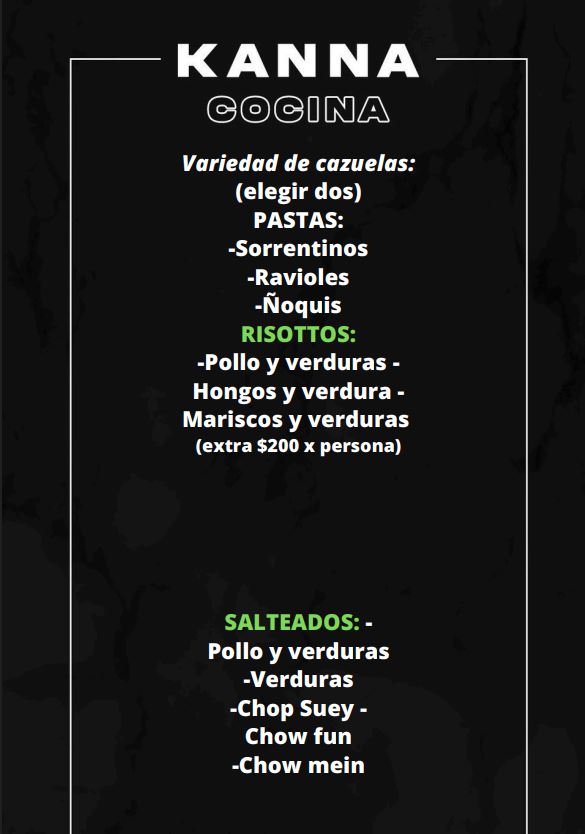 KANNA
COCINA
Variedad de cazuelas:
(elegir dos)
PASTAS:
-Sorrentinos
-Ravioles
-Ñoquis
RISOTTOS:
-Pollo y verduras -
Hongos y verdura -
Mariscos y verduras
(extra $200 x persona)
SALTEADOS: -
Pollo y verduras
-Verduras
-Chop Suey -
Chow fun
-Chow mein